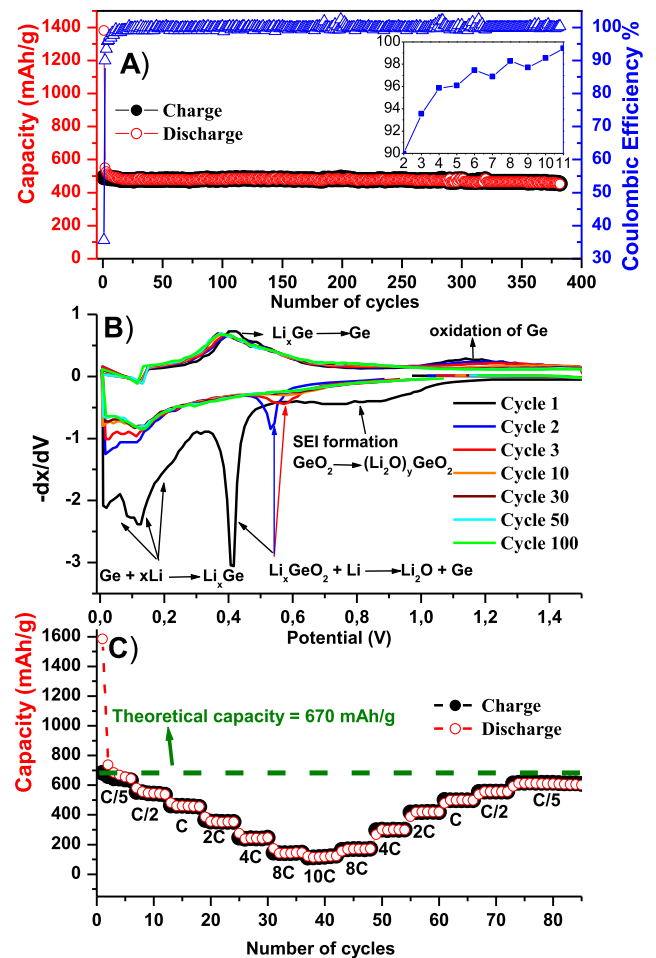 A)
Capacity (mAh/g)
1400
1200
1000
800
600
400
200
0
Charge
Discharge
100
98
96
94
92
90
2 3 4 5 6 7 8 9 10 11
100
90
80
70
60
50
40
30
Coulombic Efficiency %
0 50 100 150 200 250 300 350 400
Number of cycles
B)
-dx/dV
1
0
-1
-2
-3
LixGe → Ge
oxidation of Ge
SEI formation
GeO2 → (Li2O)yGeO2
Cycle 1
Cycle 2
Cycle 3
Cycle 10
Cycle 30
Cycle 50
Cycle 100
Ge + xLi → LixGe
LixGeO2 + Li → Li2O + Ge
0,0 0,2 0,4 0,6 0,8 1,0 1,2 1,4
Potential (V)
C)
Capacity (mAh/g)
1600
1400
1200
1000
800
600
400
200
0
Charge
Discharge
Theoretical capacity = 670 mAh/g
C/5
C/2
C
2C
4C
8C
10C
8C
4C
2C
C
C/2
C/5
0 10 20 30 40 50 60 70 80
Number of cycles